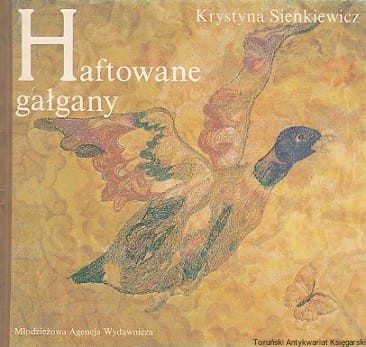 Krystyna Sienkiewicz
Haftowane
gałgany
Młodzieżowa Agencja Wydawnicza
Toruński Antykwariat Księgarski